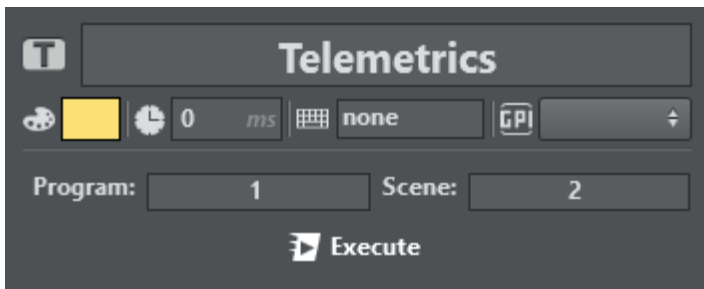 T Telemetrics
0 ms none GPI
Program: 1 Scene: 2
Execute